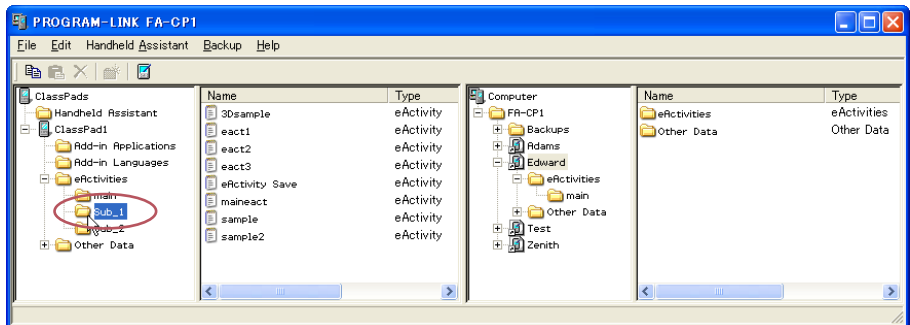 PROGRAM-LINK FA-CP1
File Edit Handheld Assistant Backup Help
ClassPads
Handheld Assistant
ClassPad1
Add-in Applications
Add-in Languages
eActivities
main
Sub_1
Sub_2
Other Data
Name Type
3Dsample eActivity
eact1 eActivity
eact2 eActivity
eact3 eActivity
eActivity Save eActivity
maineact eActivity
sample eActivity
sample2 eActivity
Computer
FA-CP1
Backups
Adams
Edward
eActivities
main
Other Data
Test
Zenith
Name Type
eActivities eActivities
Other Data Other Data